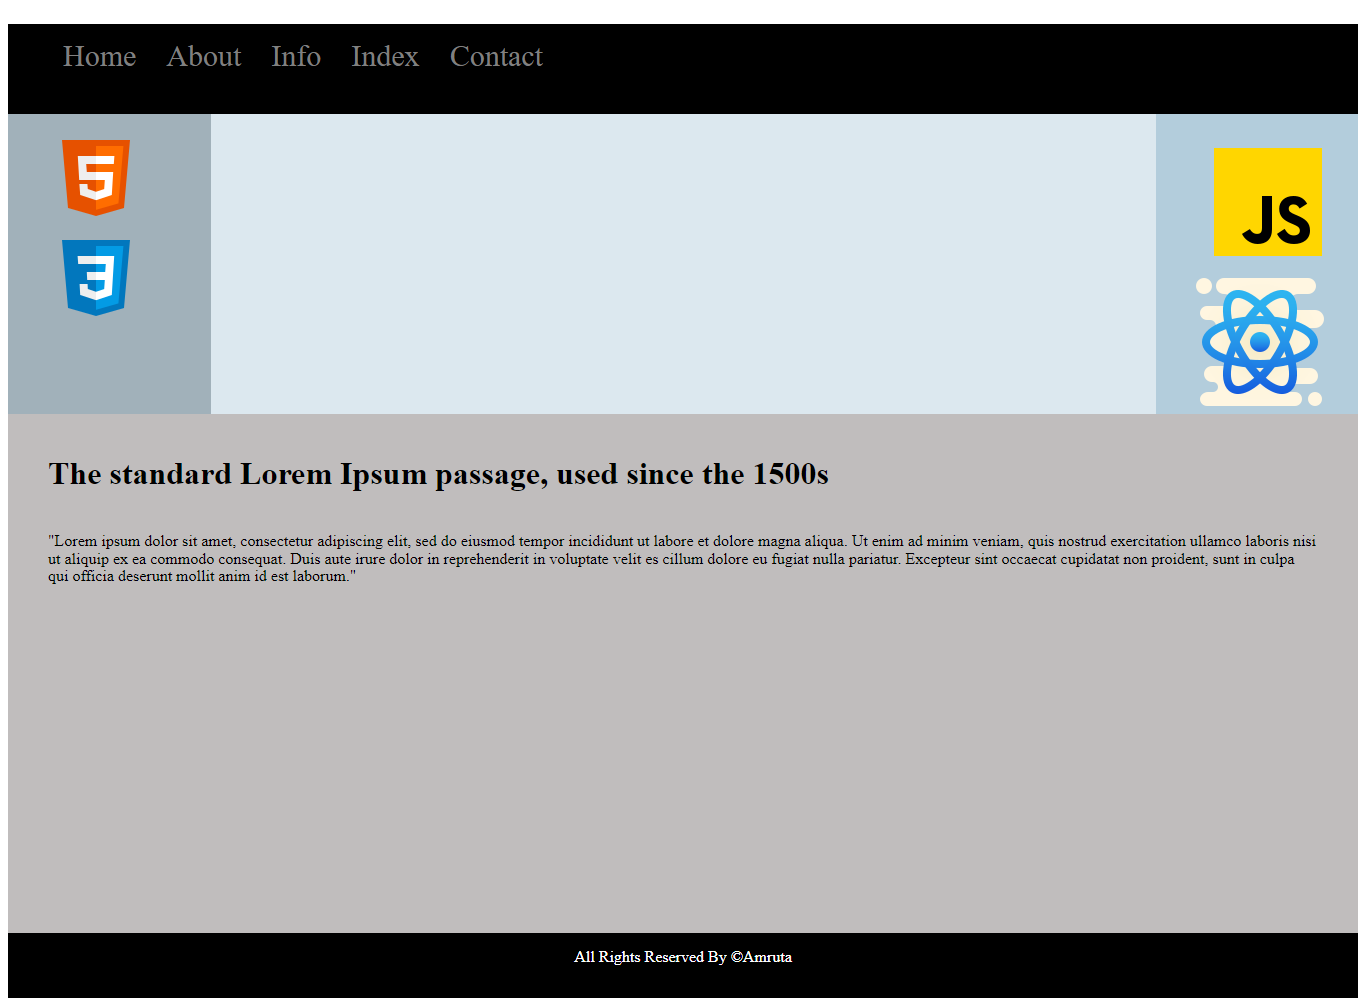 Home About Info Index Contact
5
3
JS
The standard Lorem Ipsum passage, used since the 1500s
"Lorem ipsum dolor sit amet, consectetur adipiscing elit, sed do eiusmod tempor incididunt ut labore et dolore magna aliqua. Ut enim ad minim veniam, quis nostrud exercitation ullamco laboris nisi
ut aliquip ex ea commodo consequat. Duis aute irure dolor in reprehenderit in voluptate velit es cillum dolore eu fugiat nulla pariatur. Excepteur sint occaecat cupidatat non proident, sunt in culpa
qui officia deserunt mollit anim id est laborum."
All Rights Reserved By ©Amruta